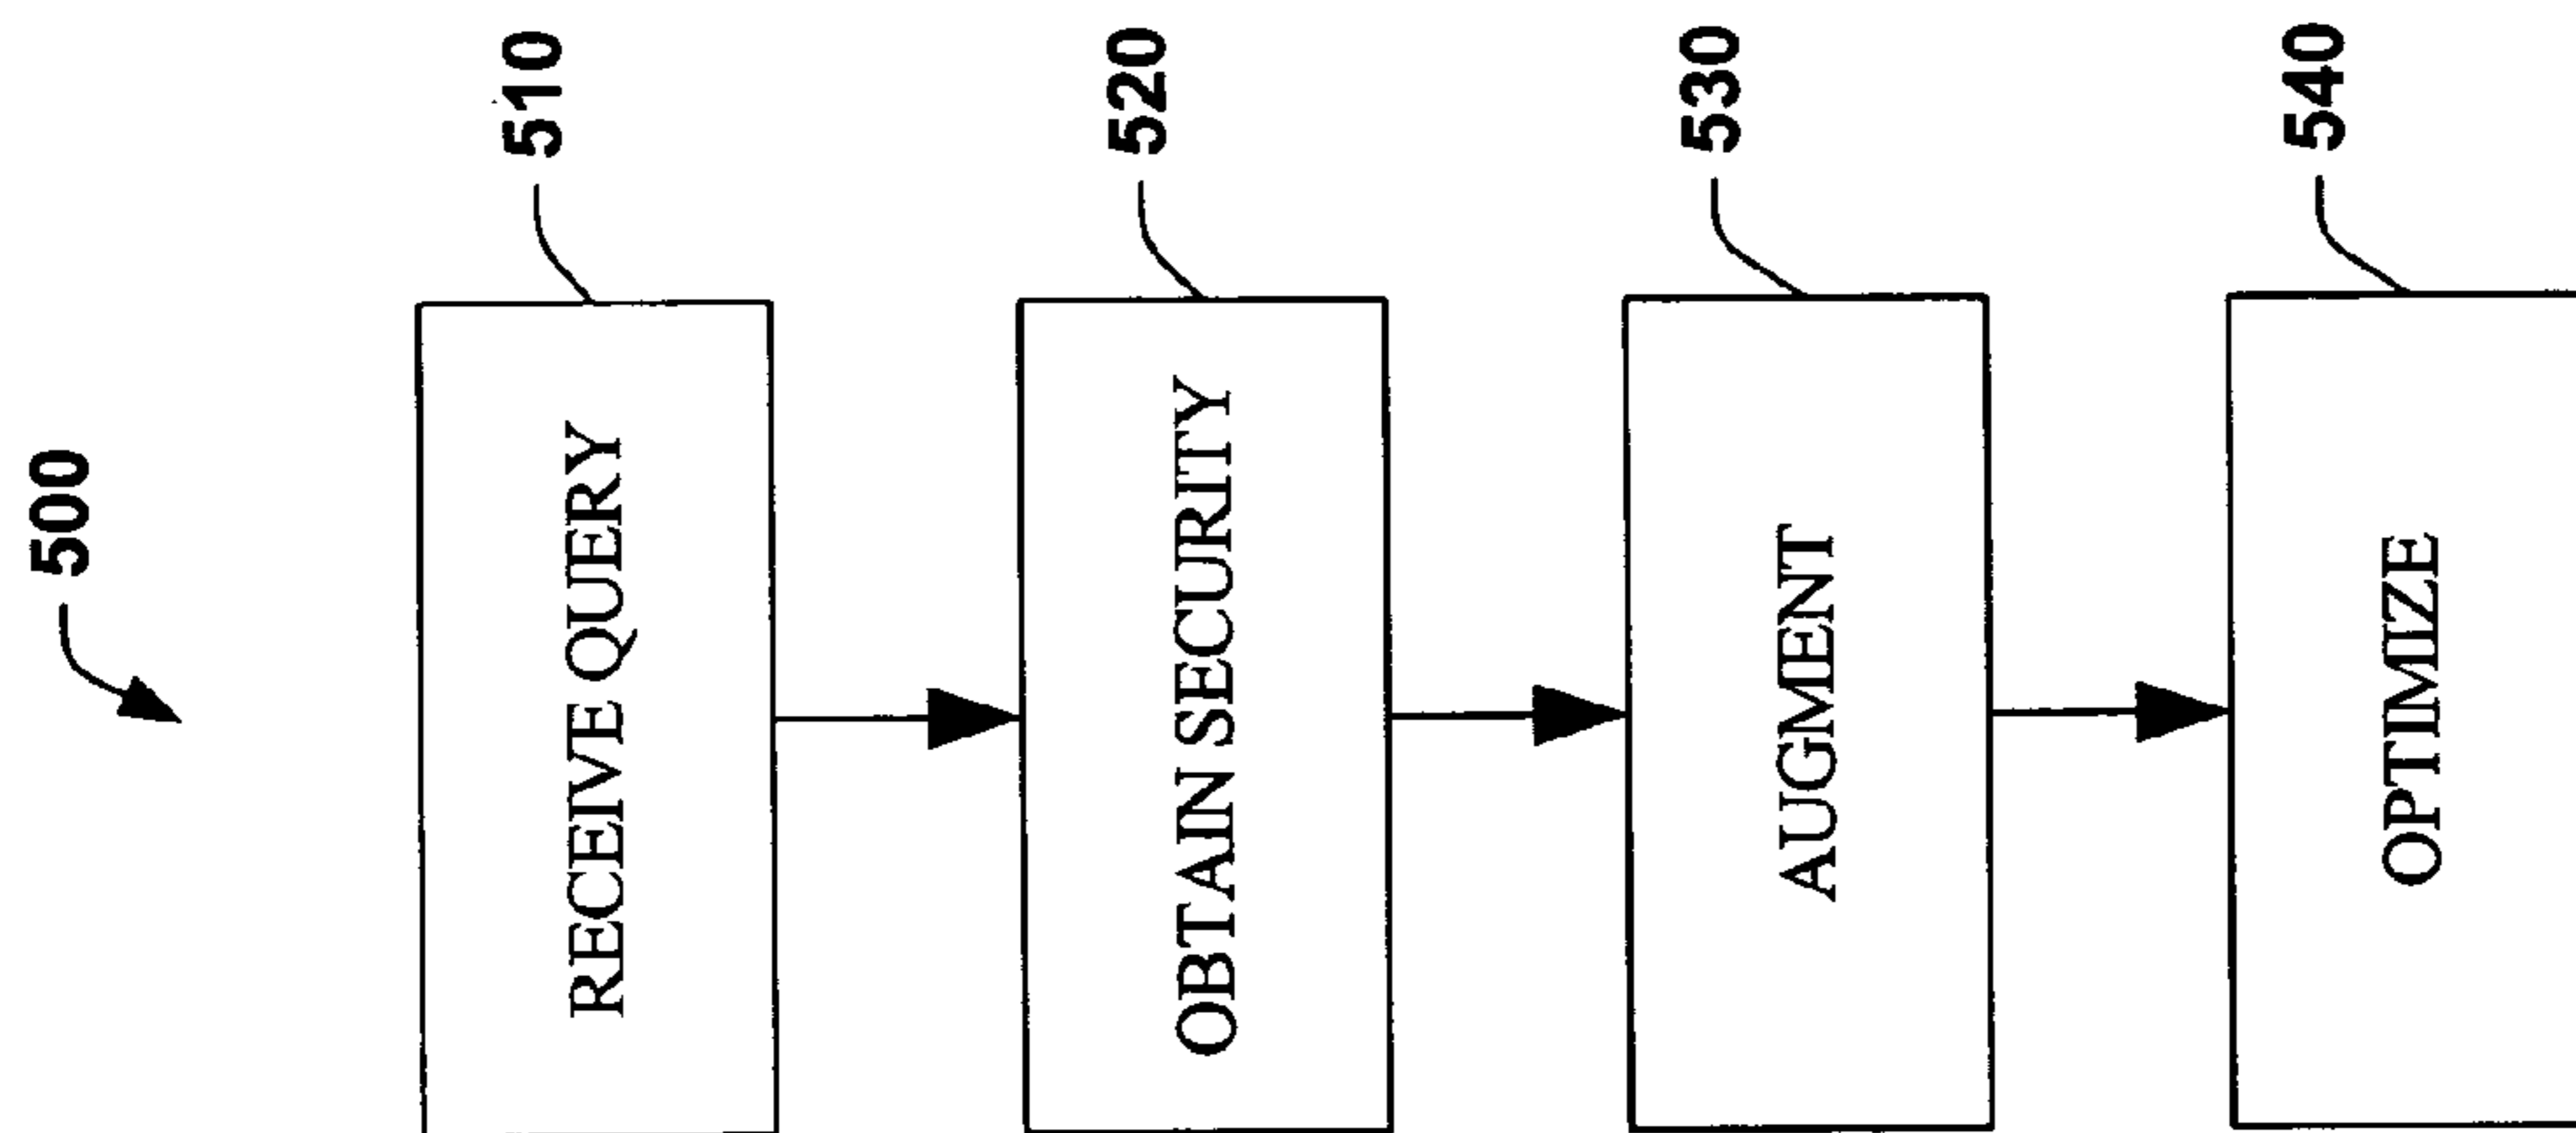 500
RECEIVE QUERY
510
OBTAIN SECURITY
520
AUGMENT
530
OPTIMIZE
540